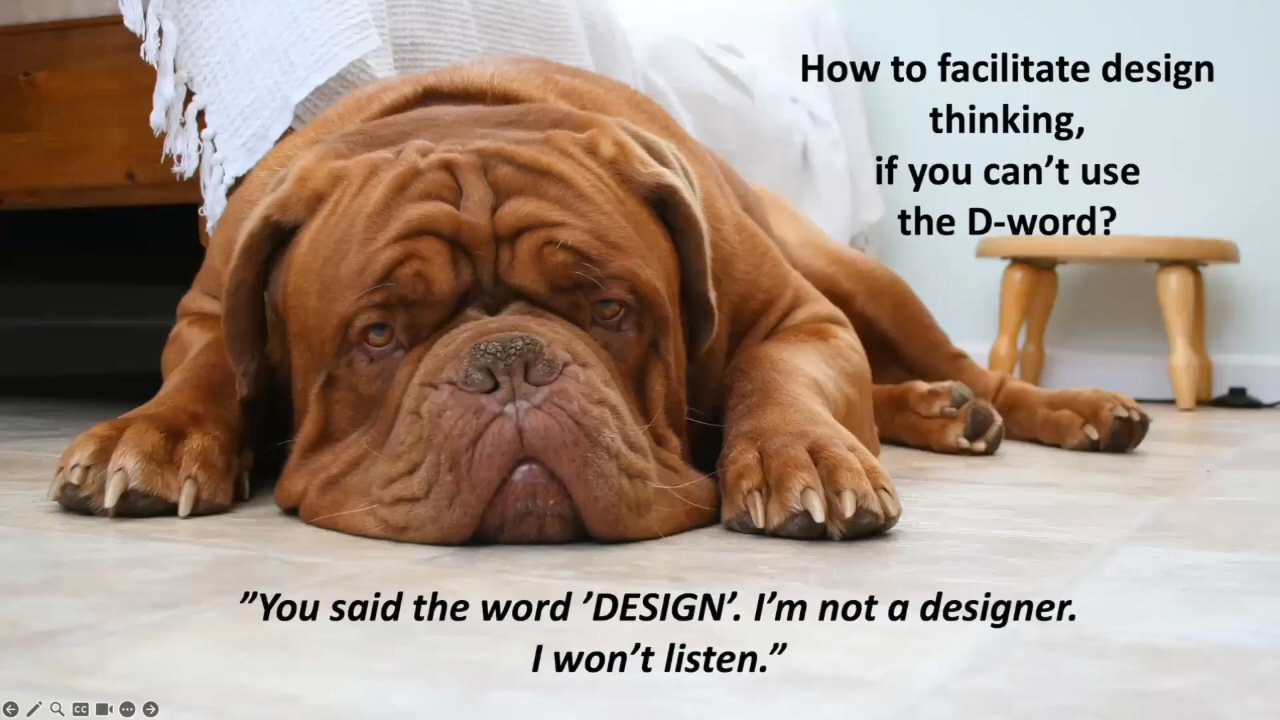 How to facilitate design
thinking,
if you can’t use
the D-word?
”You said the word ’DESIGN’. I’m not a designer.
I won’t listen.”
CC